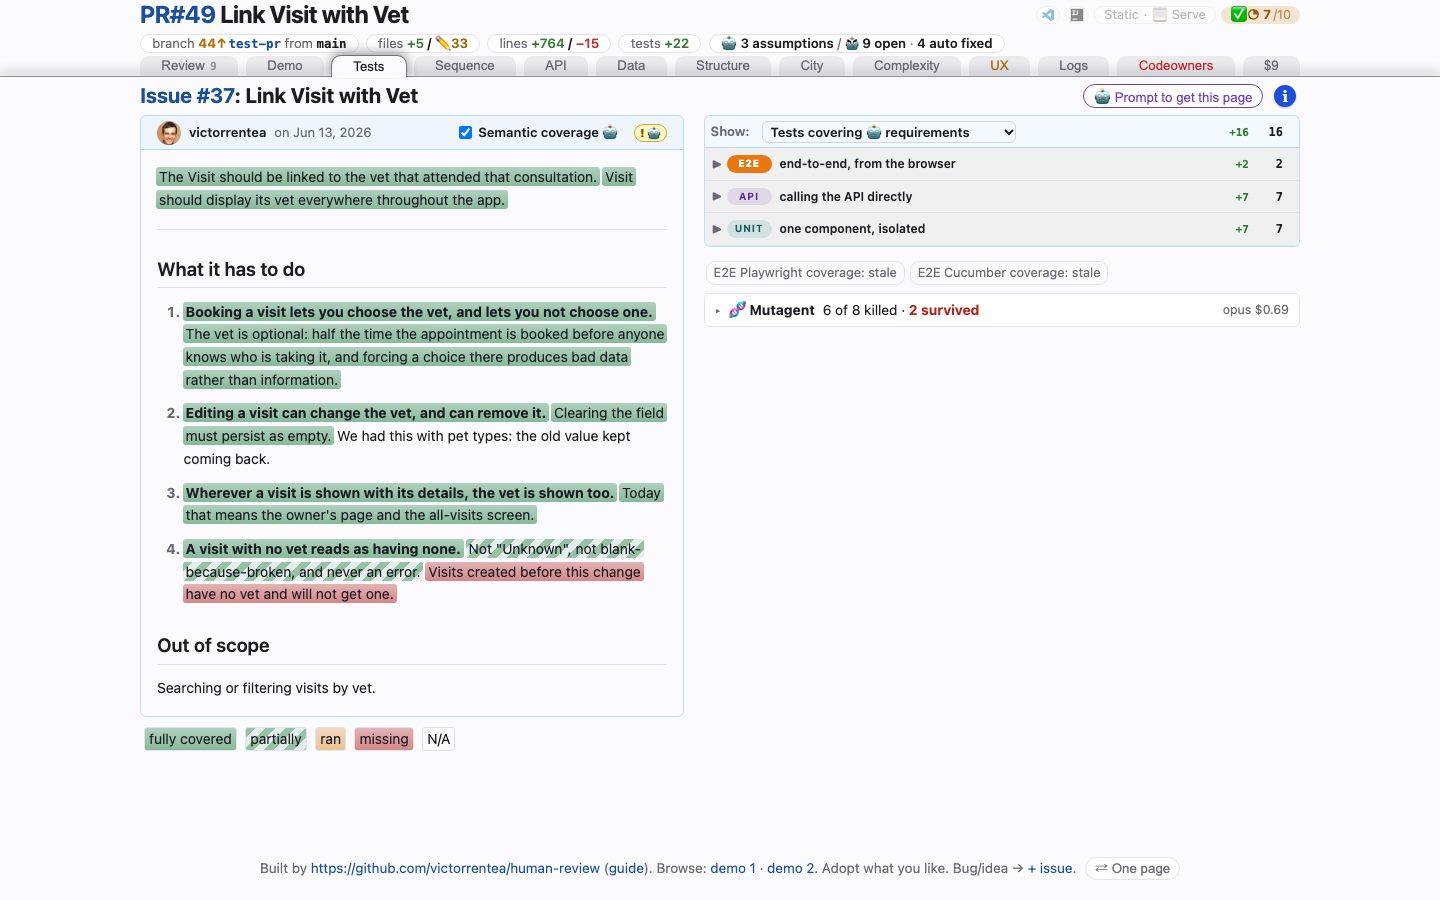 PR#49 Link Visit with Vet
Static · Serve
7/10
branch 44↑ test-pr from main
files +5 / ✏️33
lines +764 / −15
tests +22
3 assumptions / 9 open · 4 auto fixed
Review 9
Demo
Tests
Sequence
API
Data
Structure
City
Complexity
UX
Logs
Codeowners
$9
Issue #37: Link Visit with Vet
Prompt to get this page
i
victorrentea on Jun 13, 2026
Semantic coverage
!
The Visit should be linked to the vet that attended that consultation. Visit
should display its vet everywhere throughout the app.
What it has to do
1. Booking a visit lets you choose the vet, and lets you not choose one.
The vet is optional: half the time the appointment is booked before anyone
knows who is taking it, and forcing a choice there produces bad data
rather than information.
2. Editing a visit can change the vet, and can remove it. Clearing the field
must persist as empty. We had this with pet types: the old value kept
coming back.
3. Wherever a visit is shown with its details, the vet is shown too. Today
that means the owner's page and the all-visits screen.
4. A visit with no vet reads as having none. Not "Unknown", not blank-
because-broken, and never an error. Visits created before this change
have no vet and will not get one.
Out of scope
Searching or filtering visits by vet.
fully covered
partially
ran
missing
N/A
Show: Tests covering requirements +16 16
E2E end-to-end, from the browser +2 2
API calling the API directly +7 7
UNIT one component, isolated +7 7
E2E Playwright coverage: stale
E2E Cucumber coverage: stale
Mutagent 6 of 8 killed · 2 survived opus $0.69
Built by https://github.com/victorrentea/human-review (guide). Browse: demo 1 · demo 2. Adopt what you like. Bug/idea → + issue. ⇄ One page